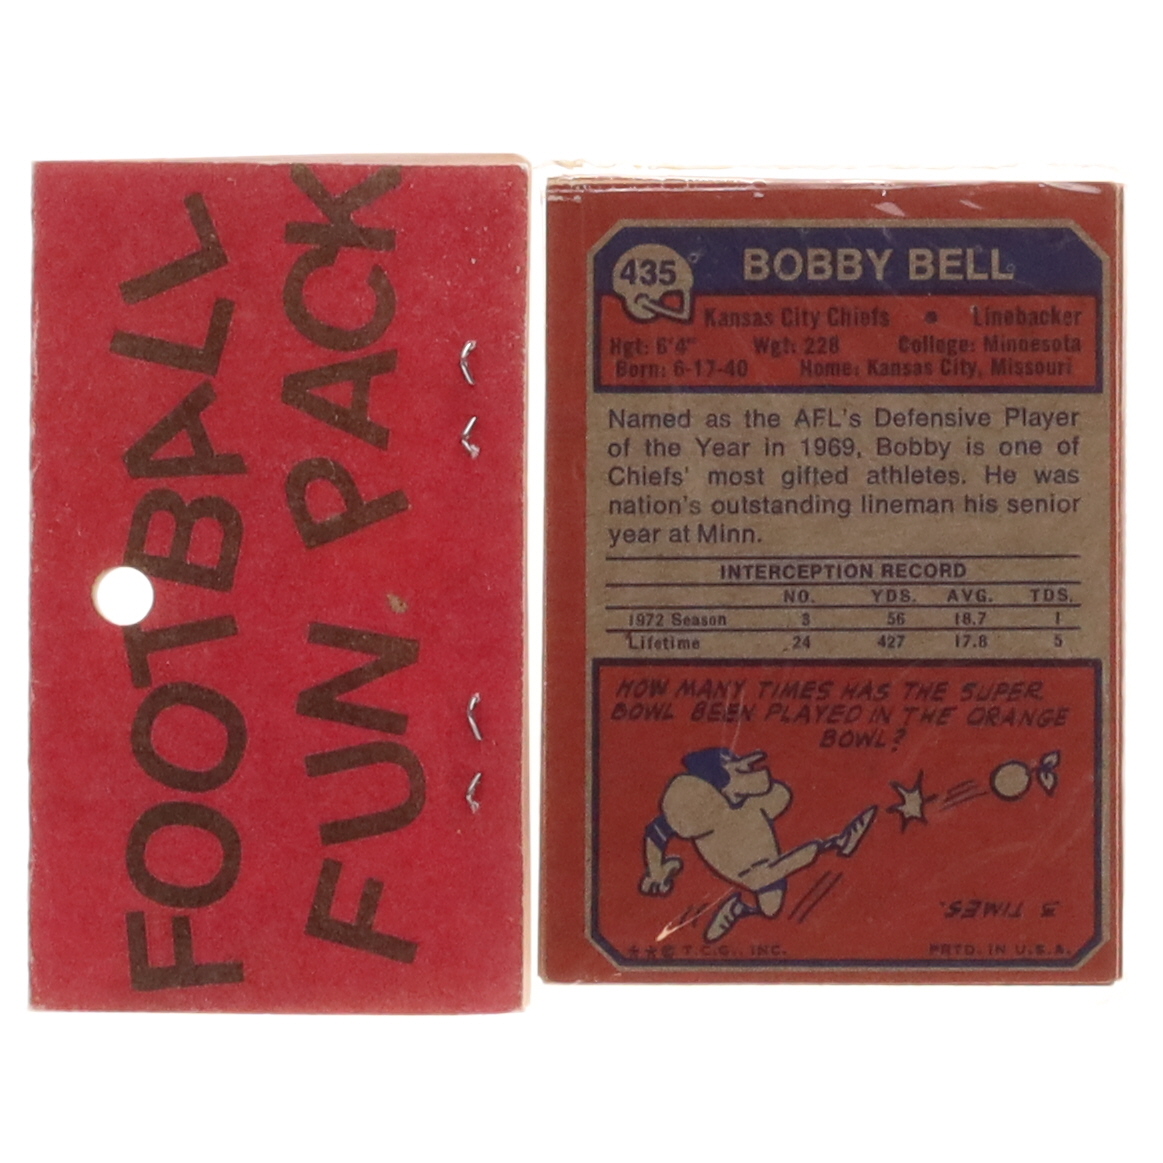 FOOTBALL
FUN PACK
435
BOBBY BELL
Kansas City Chiefs • Linebacker
Hgt: 6'4" Wgt: 228 College: Minnesota
Born: 6-17-40 Home: Kansas City, Missouri
Named as the AFL's Defensive Player
of the Year in 1969, Bobby is one of
Chiefs' most gifted athletes. He was
nation's outstanding lineman his senior
year at Minn.
INTERCEPTION RECORD
NO. YDS. AVG. TDS.
1972 Season 3 56 18.7 1
Lifetime 24 427 17.8 5
HOW MANY TIMES HAS THE SUPER
BOWL BEEN PLAYED IN THE ORANGE
BOWL?
3 TIMES.
★★© T.C.G., INC. PRTD. IN U.S.A.